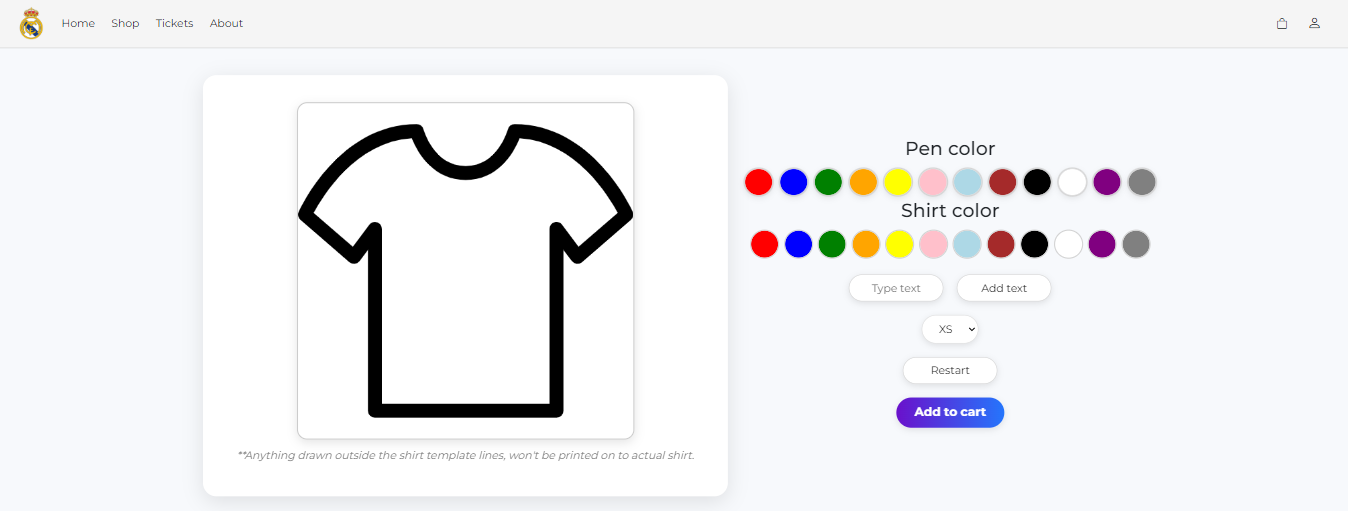 Home Shop Tickets About
Pen color
Shirt color
Type text Add text
XS
Restart
Add to cart
**Anything drawn outside the shirt template lines, won't be printed on to actual shirt.